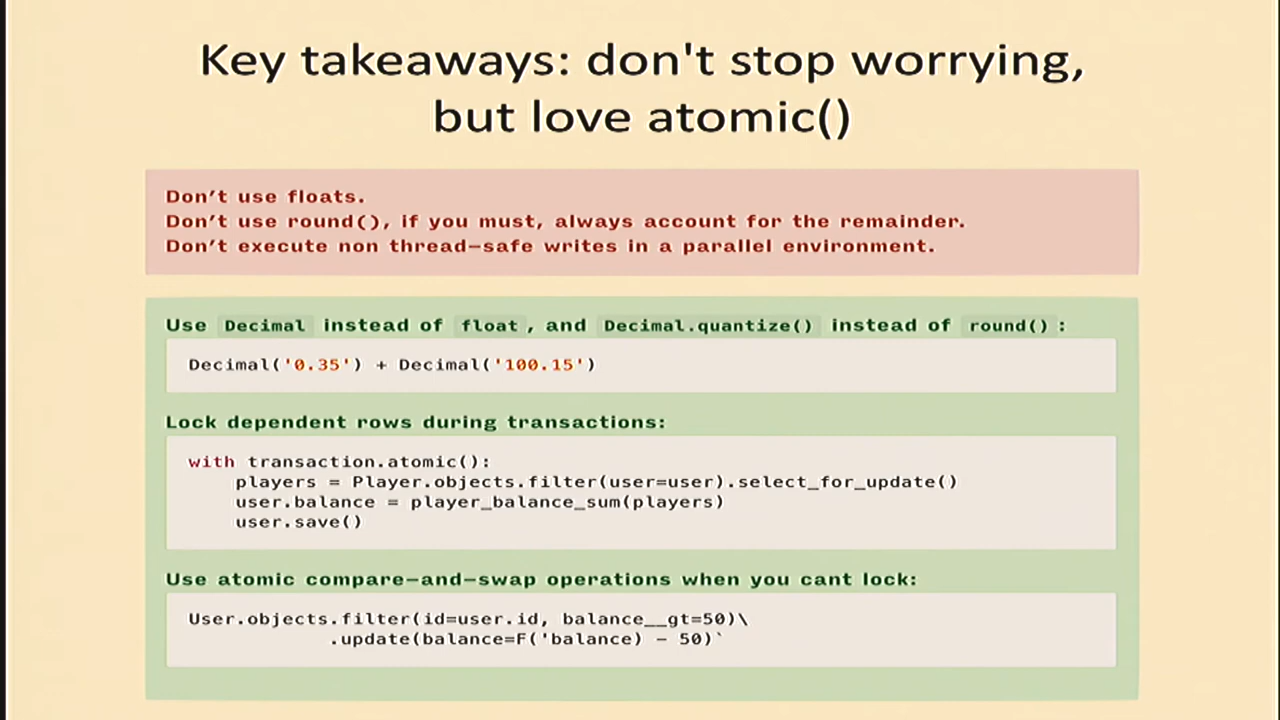 Key takeaways: don't stop worrying,
but love atomic()
Don’t use floats.
Don’t use round(), if you must, always account for the remainder.
Don’t execute non thread-safe writes in a parallel environment.
Use Decimal instead of float, and Decimal.quantize() instead of round():
Decimal('0.35') + Decimal('100.15')
Lock dependent rows during transactions:
with transaction.atomic():
    players = Player.objects.filter(user=user).select_for_update()
    user.balance = player_balance_sum(players)
    user.save()
Use atomic compare-and-swap operations when you cant lock:
User.objects.filter(id=user.id, balance__gt=50)\
            .update(balance=F('balance) - 50)`